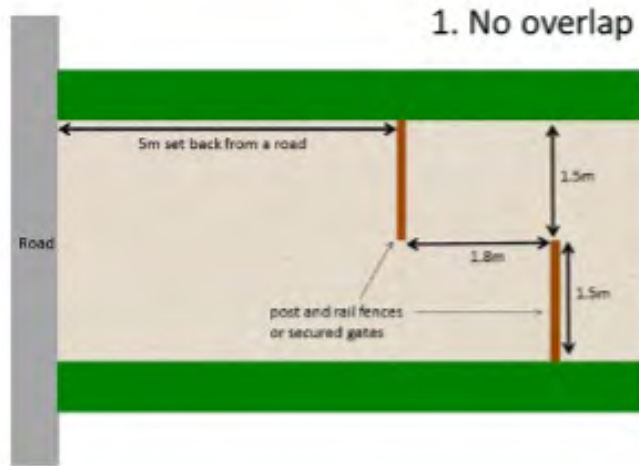 1. No overlap
5m set back from a road
1.5m
Road
1.8m
1.5m
post and rail fences
or secured gates